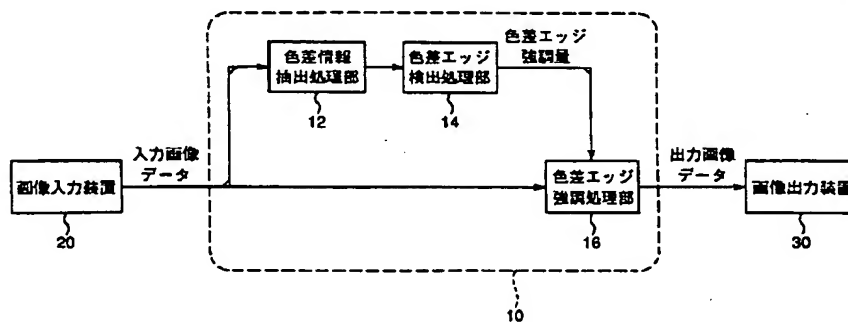 色差情報
抽出処理部
12
色差エッジ
検出処理部
14
色差エッジ
強調量
入力画像
データ
画像入力装置
20
色差エッジ
強調処理部
16
出力画像
データ
画像出力装置
30
10